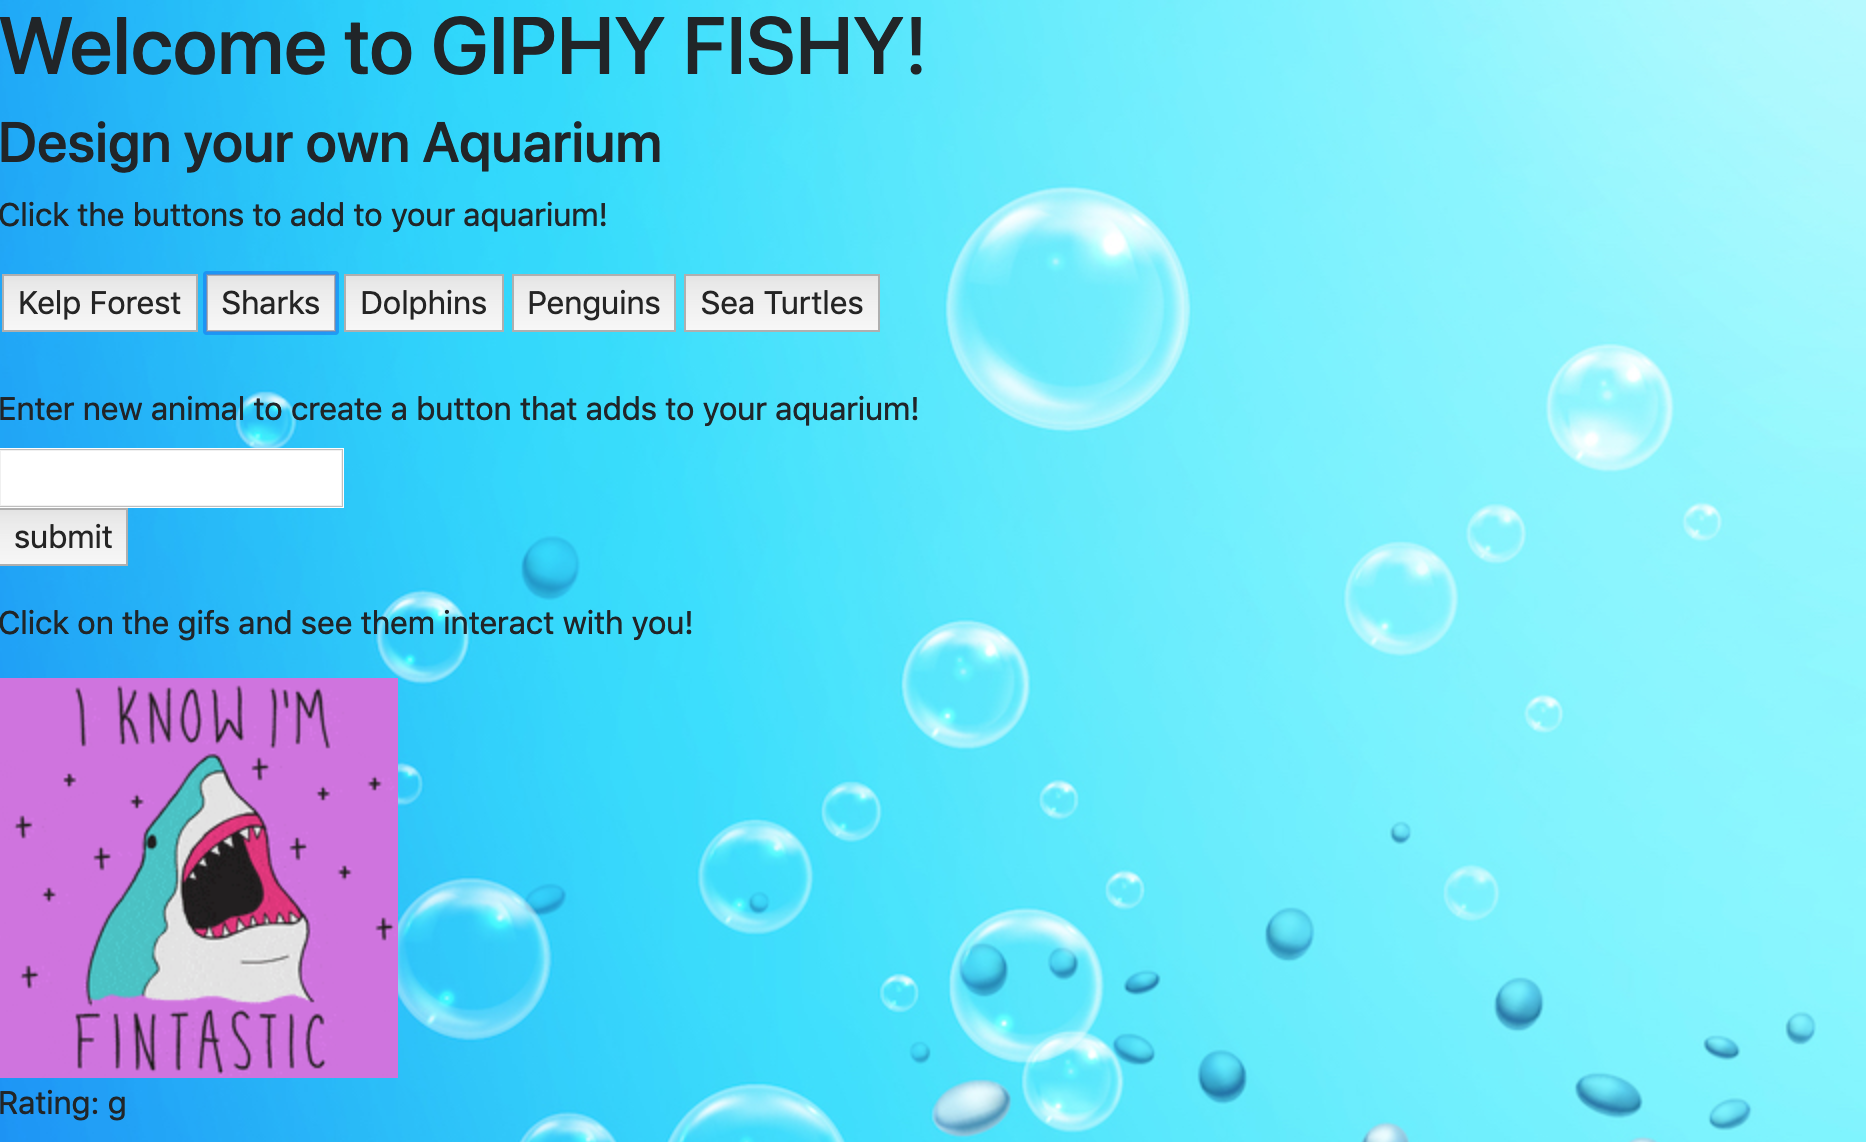 Welcome to GIPHY FISHY!
Design your own Aquarium
Click the buttons to add to your aquarium!
Kelp Forest Sharks Dolphins Penguins Sea Turtles
Enter new animal to create a button that adds to your aquarium!
submit
Click on the gifs and see them interact with you!
I KNOW I'M
FINTASTIC
Rating: g